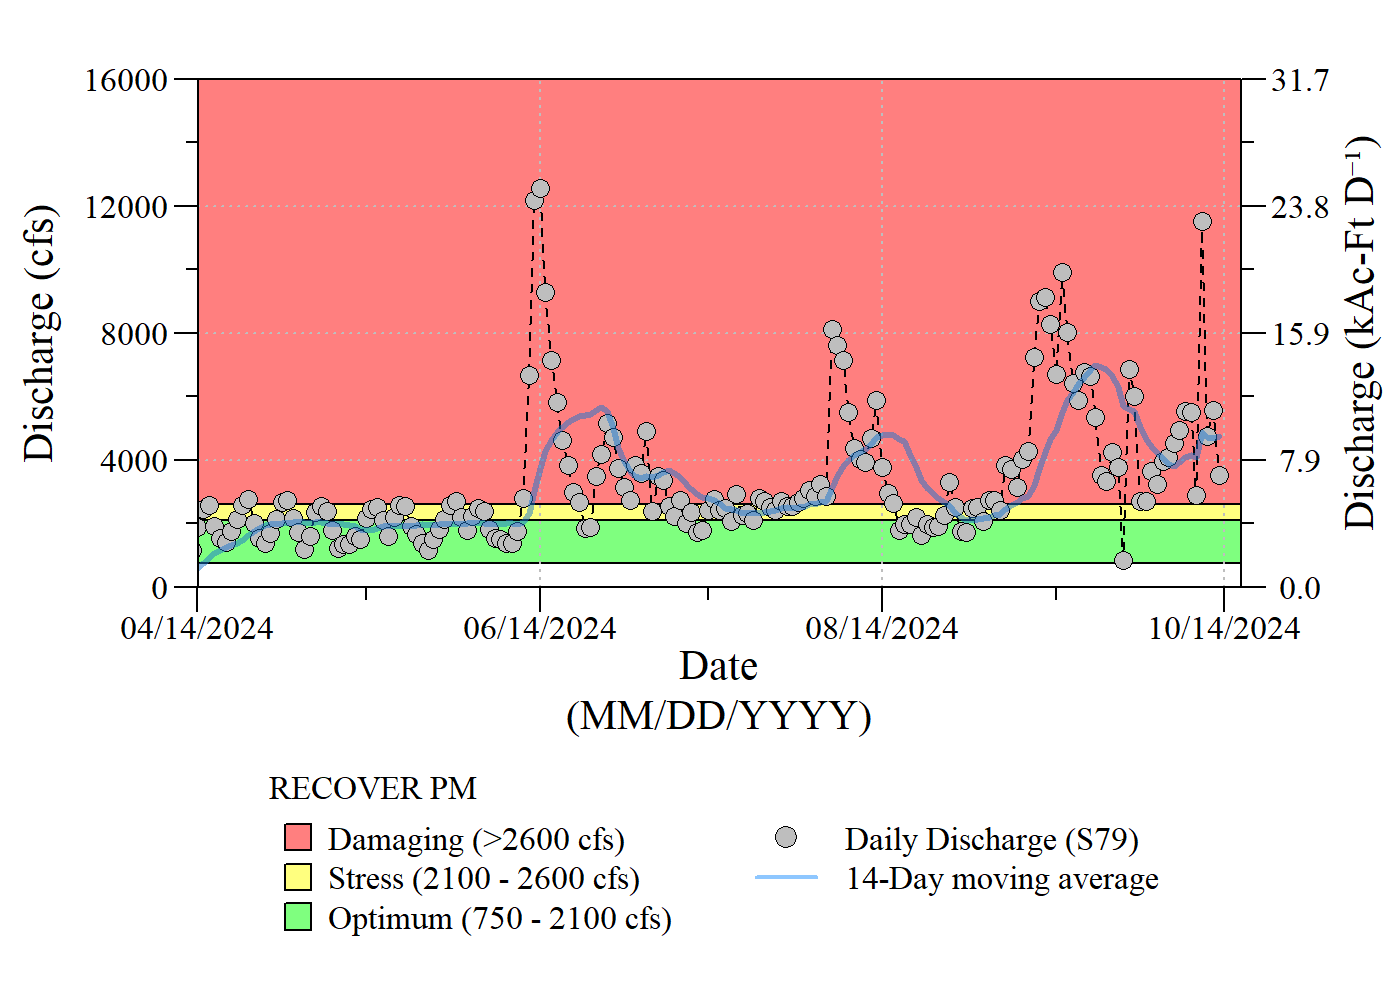 16000
12000
8000
4000
0
Discharge (cfs)
31.7
23.8
15.9
7.9
0.0
Discharge (kAc-Ft D⁻¹)
04/14/2024 06/14/2024 08/14/2024 10/14/2024
Date
(MM/DD/YYYY)
RECOVER PM
Damaging (>2600 cfs)
Stress (2100 - 2600 cfs)
Optimum (750 - 2100 cfs)
Daily Discharge (S79)
14-Day moving average